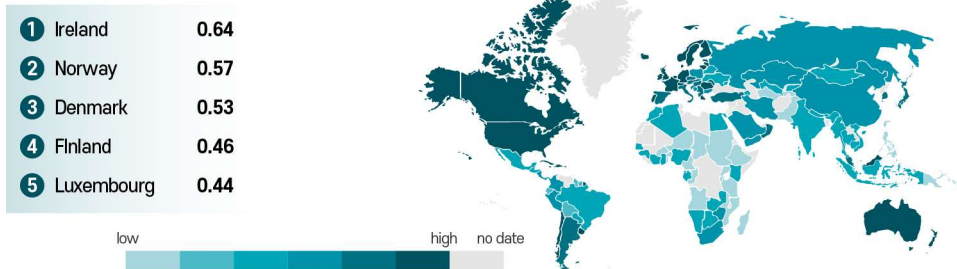 1 Ireland 0.64
2 Norway 0.57
3 Denmark 0.53
4 FInland 0.46
5 Luxembourg 0.44
low high no date